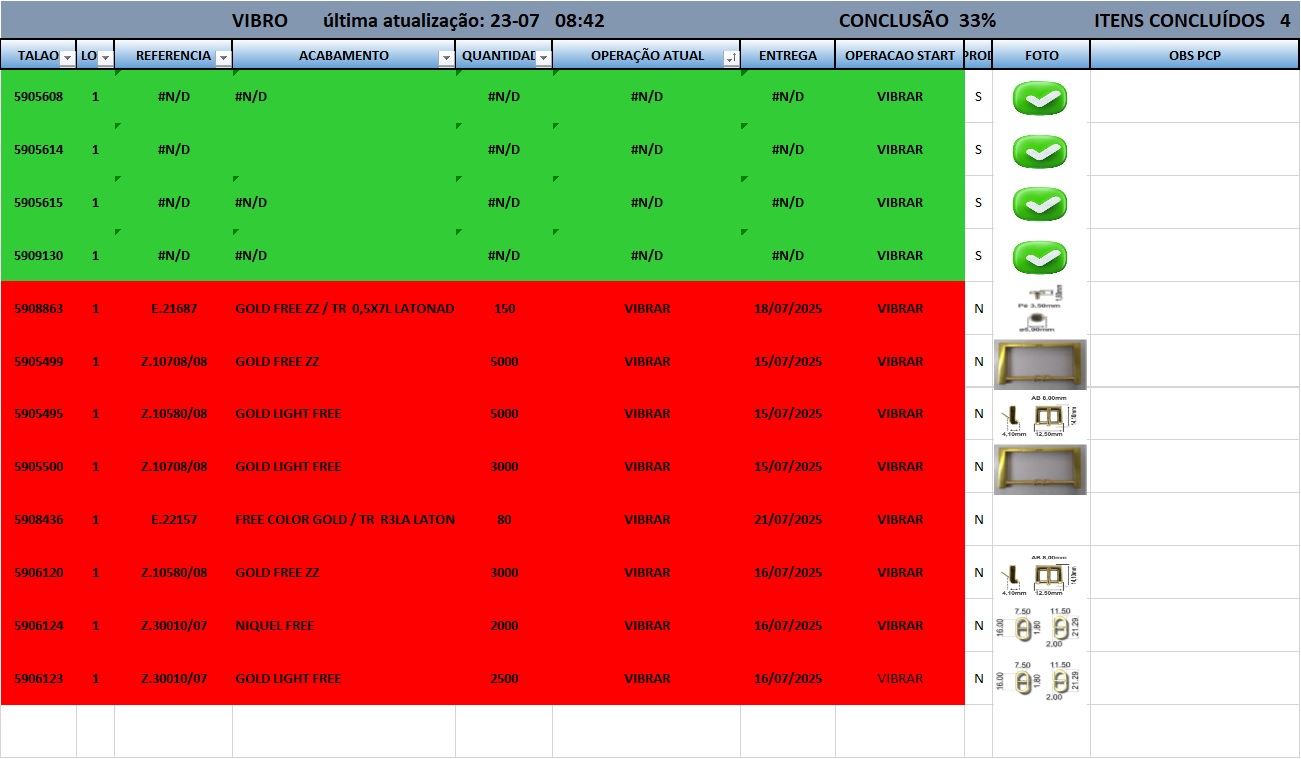 VIBRO última atualização: 23-07 08:42 CONCLUSÃO 33% ITENS CONCLUÍDOS 4
TALAO LO REFERENCIA ACABAMENTO QUANTIDAD OPERAÇÃO ATUAL ENTREGA OPERACAO START PROD FOTO OBS PCP
5905608 1 #N/D #N/D #N/D #N/D #N/D VIBRAR S
5905614 1 #N/D #N/D #N/D #N/D VIBRAR S
5905615 1 #N/D #N/D #N/D #N/D #N/D VIBRAR S
5909130 1 #N/D #N/D #N/D #N/D #N/D VIBRAR S
5908863 1 E.21687 GOLD FREE ZZ / TR 0,5X7L LATONAD 150 VIBRAR 18/07/2025 VIBRAR N
Pé 3,50mm
ø5,90mm
5905499 1 Z.10708/08 GOLD FREE ZZ 5000 VIBRAR 15/07/2025 VIBRAR N
5905495 1 Z.10580/08 GOLD LIGHT FREE 5000 VIBRAR 15/07/2025 VIBRAR N
AB 8,00mm
14,10mm
4,10mm 12,50mm
5905500 1 Z.10708/08 GOLD LIGHT FREE 3000 VIBRAR 15/07/2025 VIBRAR N
5908436 1 E.22157 FREE COLOR GOLD / TR R3LA LATON 80 VIBRAR 21/07/2025 VIBRAR N
5906120 1 Z.10580/08 GOLD FREE ZZ 3000 VIBRAR 16/07/2025 VIBRAR N
AB 8,00mm
14,10mm
4,10mm 12,50mm
5906124 1 Z.30010/07 NIQUEL FREE 2000 VIBRAR 16/07/2025 VIBRAR N
7.50 11.50
16.00 1.80 21.29
2.00
5906123 1 Z.30010/07 GOLD LIGHT FREE 2500 VIBRAR 16/07/2025 VIBRAR N
7.50 11.50
16.00 1.80 21.29
2.00